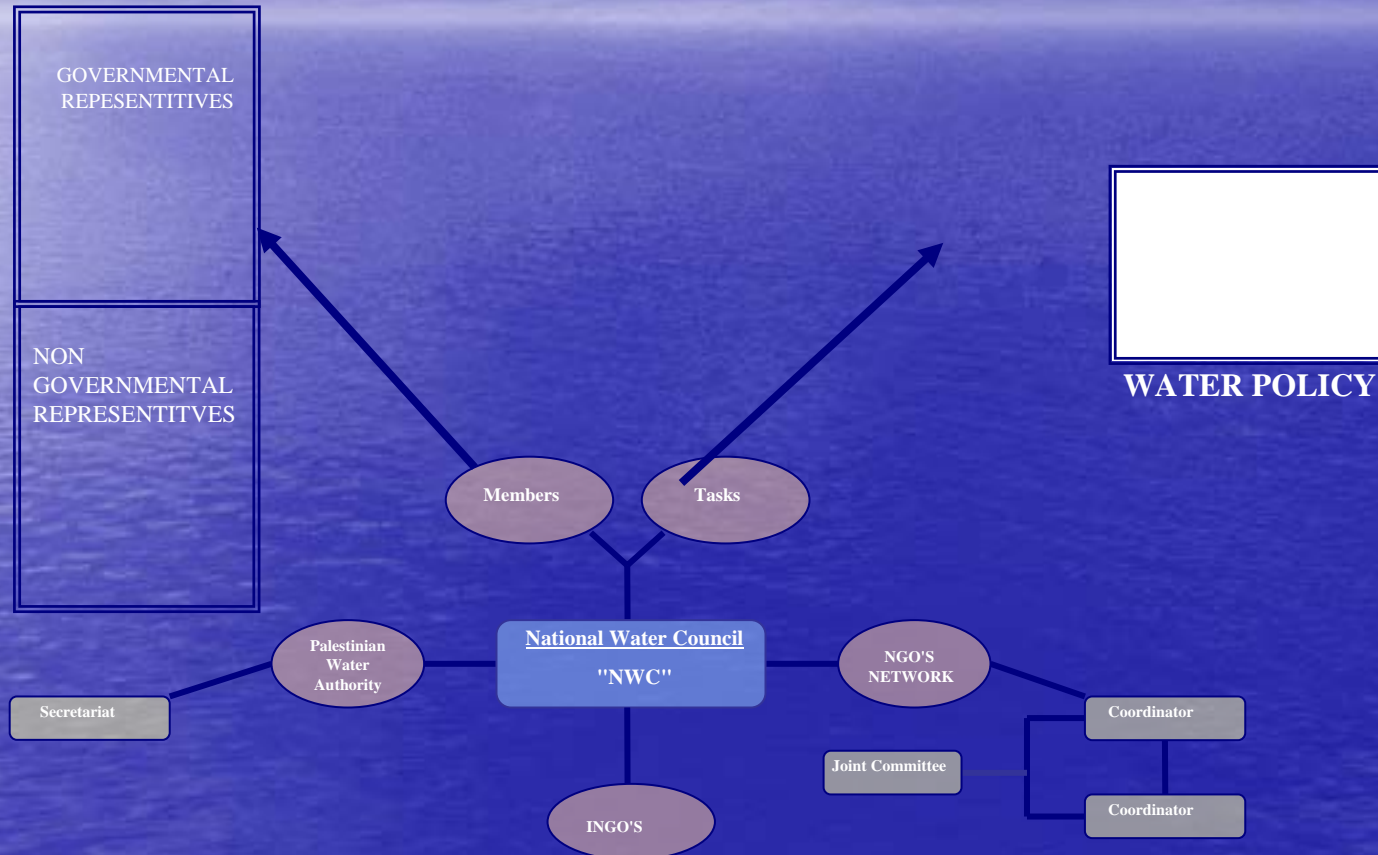 GOVERNMENTAL
REPESENTITIVES
NON
GOVERNMENTAL
REPRESENTITVES
WATER POLICY
Members
Tasks
Palestinian
Water
Authority
National Water Council
"NWC"
NGO'S
NETWORK
Secretariat
Coordinator
Joint Committee
Coordinator
INGO'S